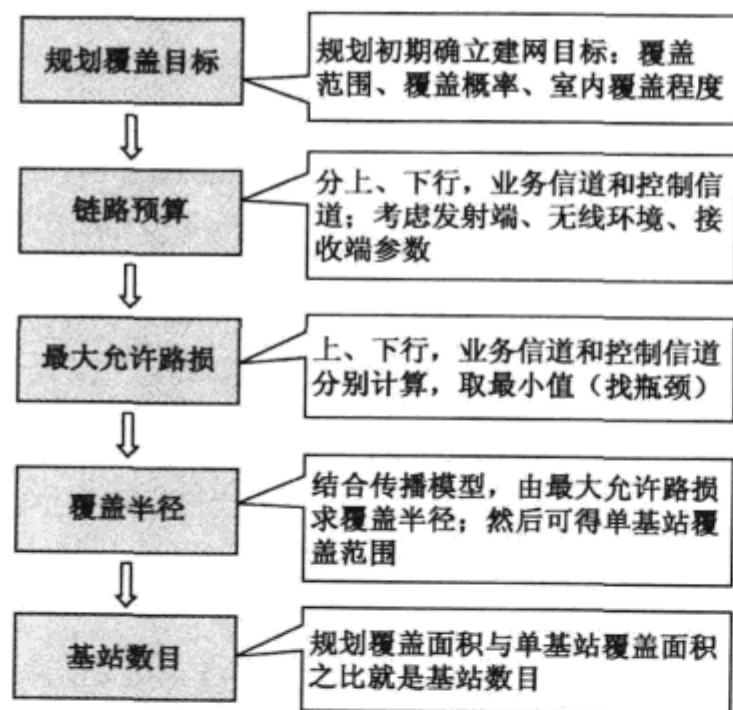 规划覆盖目标
规划初期确立建网目标：覆盖
范围、覆盖概率、室内覆盖程度
链路预算
分上、下行，业务信道和控制信
道；考虑发射端、无线环境、接
收端参数
最大允许路损
上、下行，业务信道和控制信道
分别计算，取最小值（找瓶颈）
覆盖半径
结合传播模型，由最大允许路损
求覆盖半径；然后可得单基站覆
盖范围
基站数目
规划覆盖面积与单基站覆盖面积
之比就是基站数目